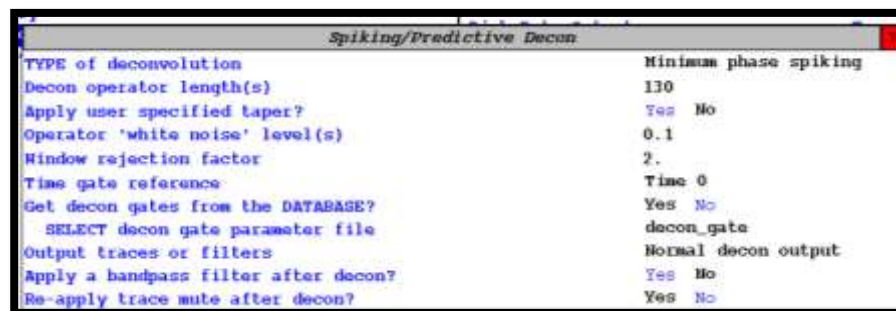 Spiking/Predictive Decon
TYPE of deconvolution Minimum phase spiking
Decon operator length(s) 130
Apply user specified taper? Yes No
Operator 'white noise' level(s) 0.1
Window rejection factor 2.
Time gate reference Time 0
Get decon gates from the DATABASE? Yes No
SELECT decon gate parameter file decon_gate
Output traces or filters Normal decon output
Apply a bandpass filter after decon? Yes No
Re-apply trace mute after decon? Yes No